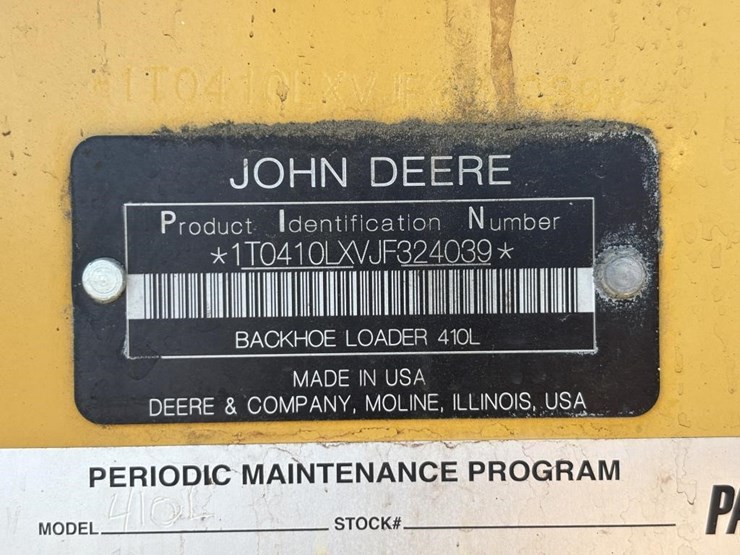 JOHN DEERE
Product Identification Number
*1T0410LXVJF324039*
BACKHOE LOADER 410L
MADE IN USA
DEERE & COMPANY, MOLINE, ILLINOIS, USA
PERIODIC MAINTENANCE PROGRAM
MODEL 410L STOCK#